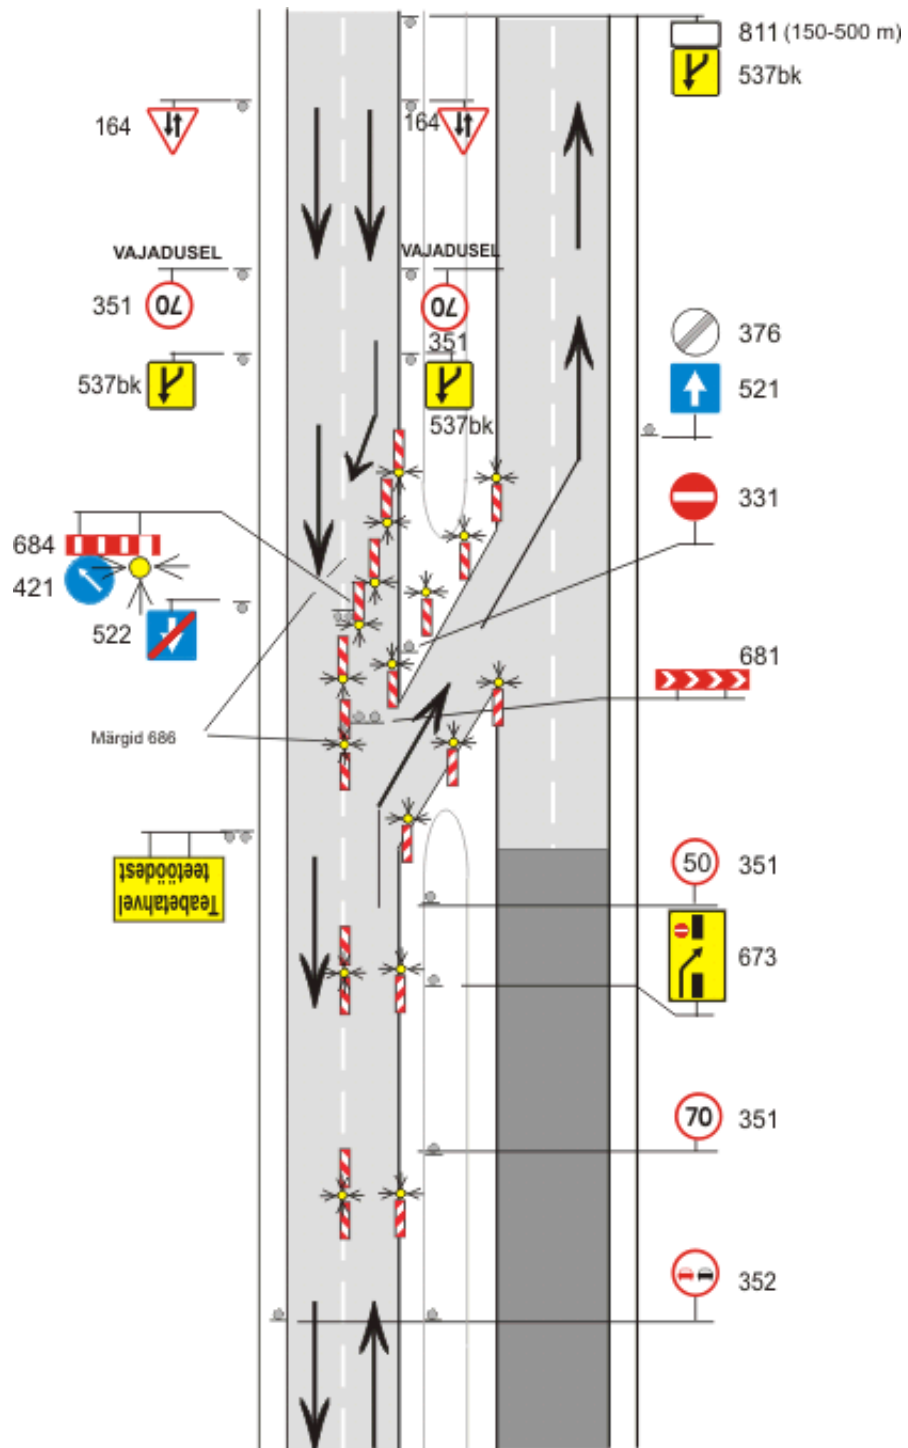 811 (150-500 m)
537bk
164
164
VAJADUSEL
VAJADUSEL
351
70
70
351
376
537bk
521
537bk
331
684
421
522
681
Märgid 686
Teabetahvel
teetöödest
50
351
673
70
351
352